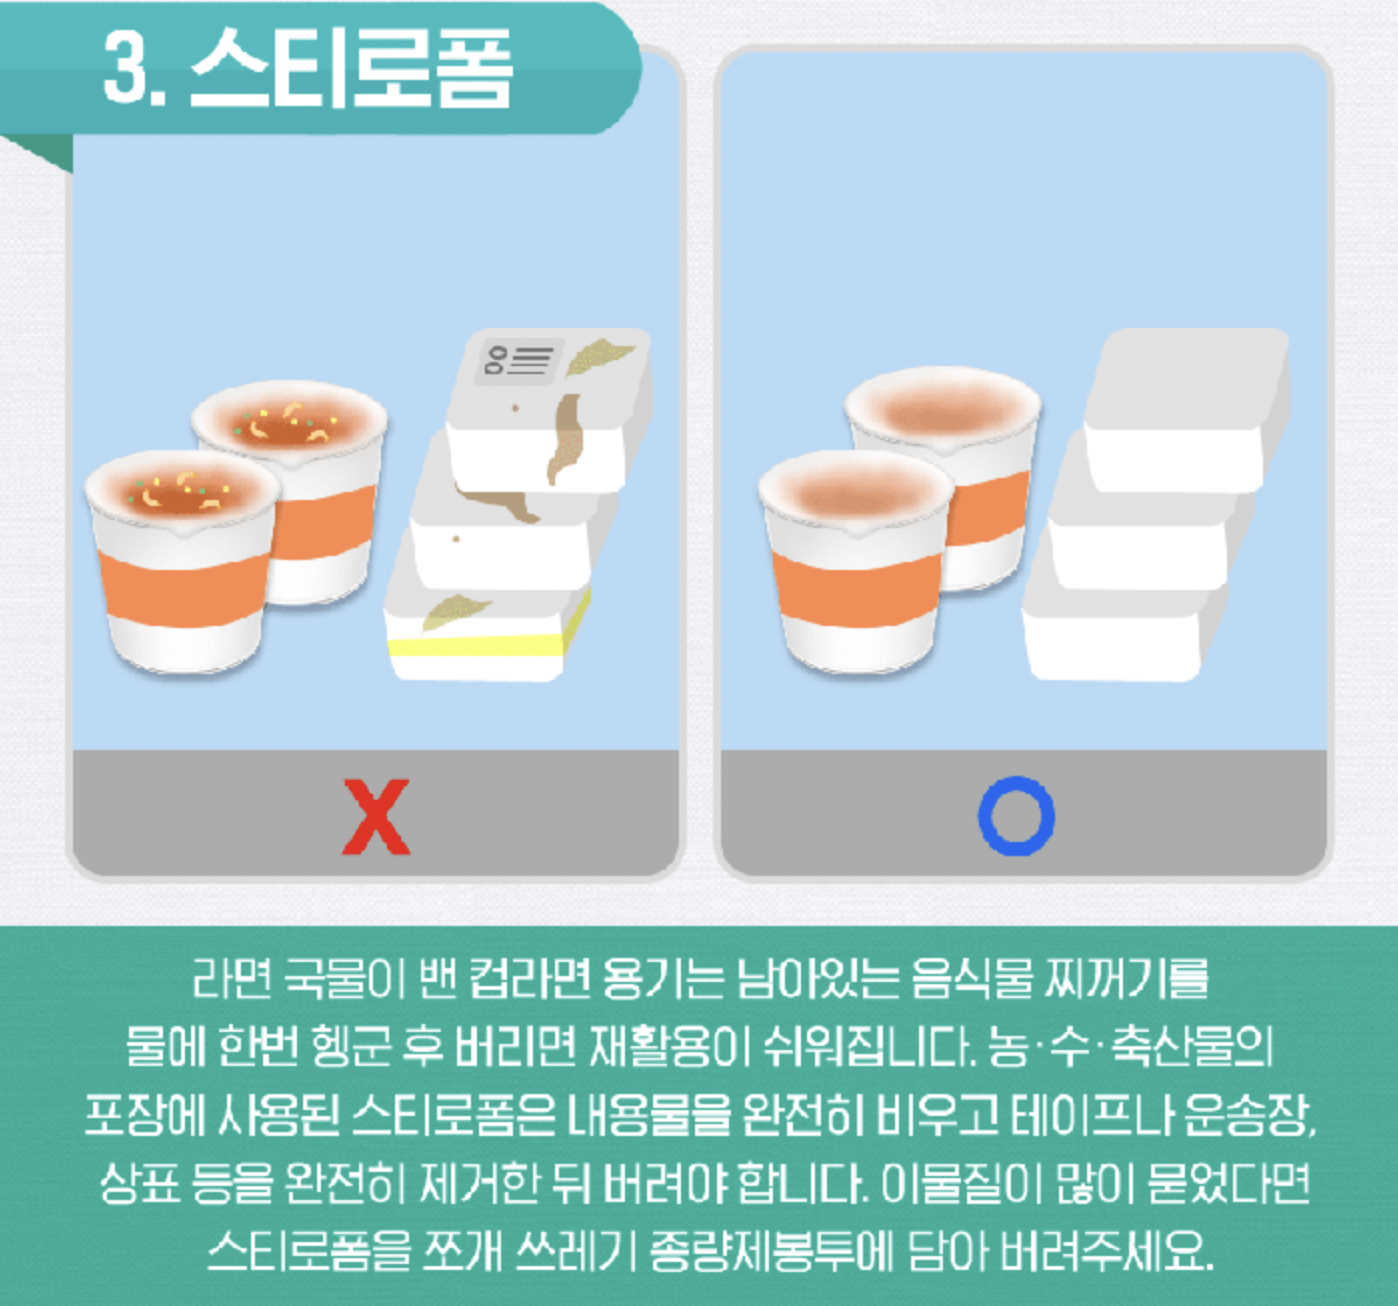 3. 스티로폼
X
O
라면 국물이 밴 컵라면 용기는 남아있는 음식물 찌꺼기를
물에 한번 헹군 후 버리면 재활용이 쉬워집니다. 농·수·축산물의
포장에 사용된 스티로폼은 내용물을 완전히 비우고 테이프나 운송장,
상표 등을 완전히 제거한 뒤 버려야 합니다. 이물질이 많이 묻었다면
스티로폼을 쪼개 쓰레기 종량제봉투에 담아 버려주세요.